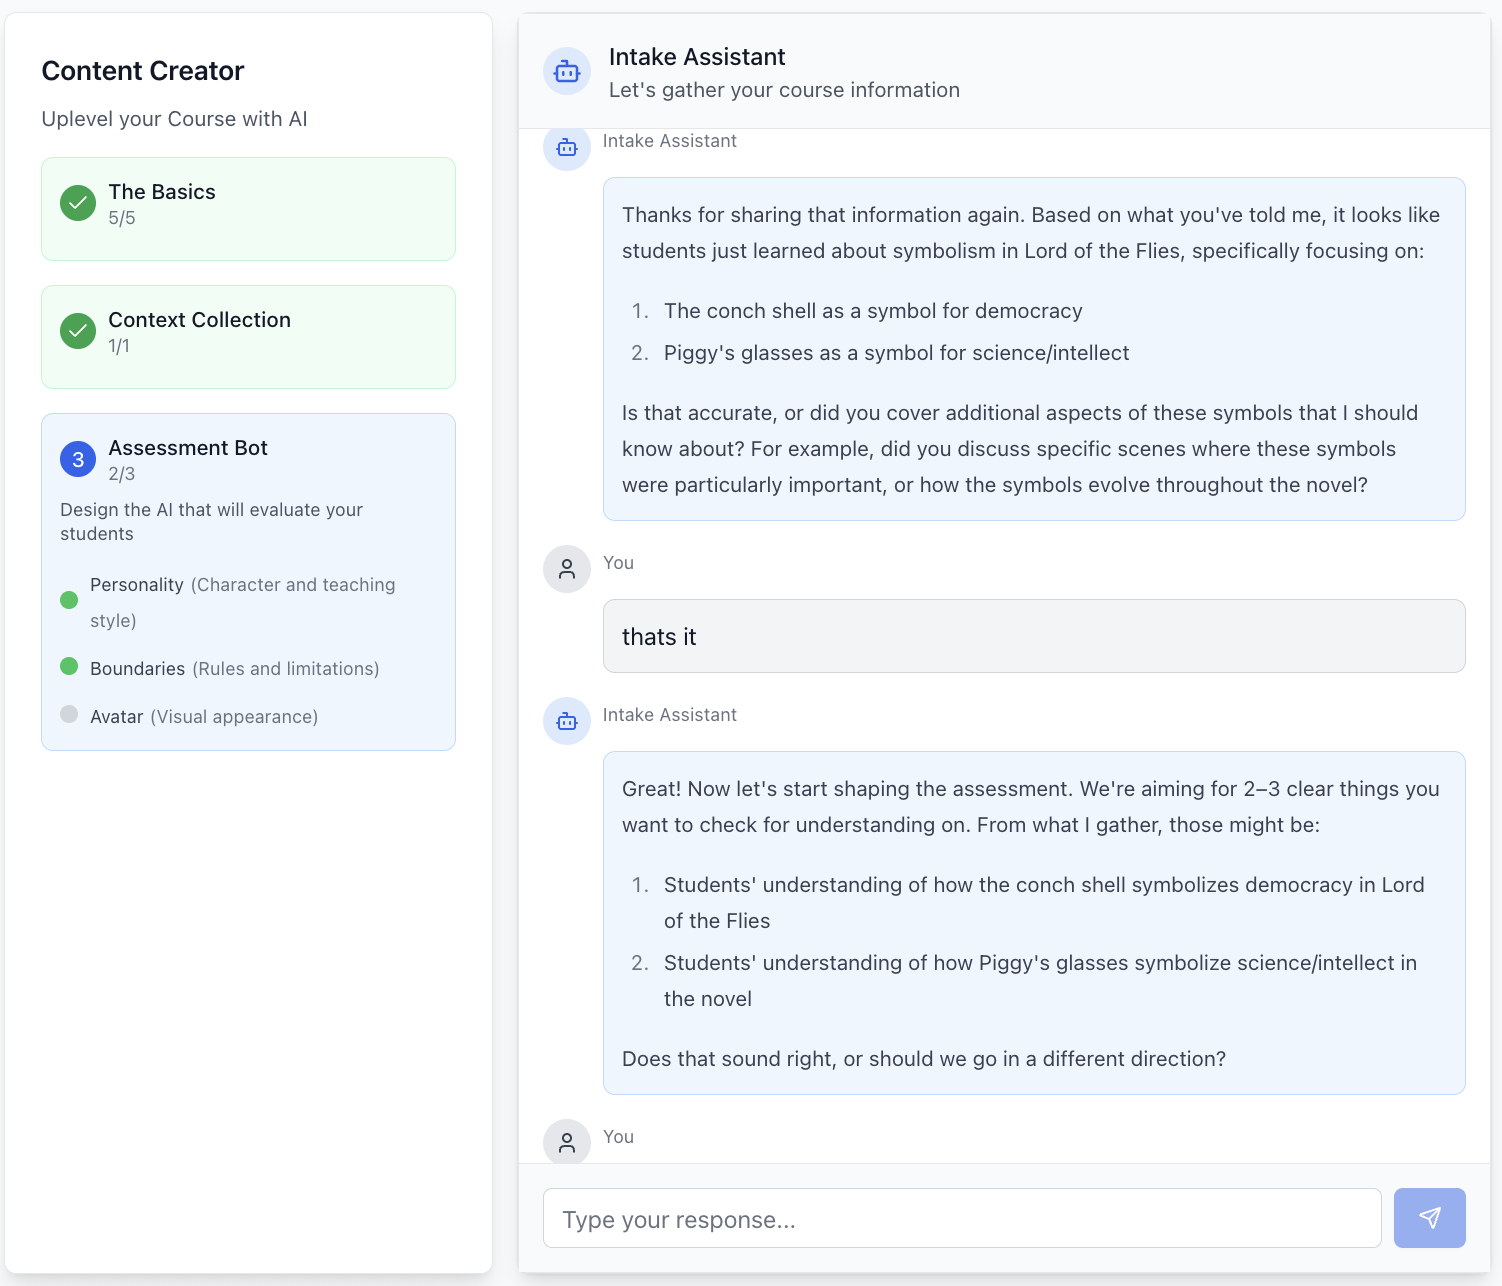 Content Creator
Uplevel your Course with AI
The Basics
5/5
Context Collection
1/1
3
Assessment Bot
2/3
Design the AI that will evaluate your
students
Personality (Character and teaching
style)
Boundaries (Rules and limitations)
Avatar (Visual appearance)
Intake Assistant
Let's gather your course information
Intake Assistant
Thanks for sharing that information again. Based on what you've told me, it looks like
students just learned about symbolism in Lord of the Flies, specifically focusing on:
1. The conch shell as a symbol for democracy
2. Piggy's glasses as a symbol for science/intellect
Is that accurate, or did you cover additional aspects of these symbols that I should
know about? For example, did you discuss specific scenes where these symbols
were particularly important, or how the symbols evolve throughout the novel?
You
thats it
Intake Assistant
Great! Now let's start shaping the assessment. We're aiming for 2–3 clear things you
want to check for understanding on. From what I gather, those might be:
1. Students' understanding of how the conch shell symbolizes democracy in Lord
of the Flies
2. Students' understanding of how Piggy's glasses symbolize science/intellect in
the novel
Does that sound right, or should we go in a different direction?
You
Type your response...